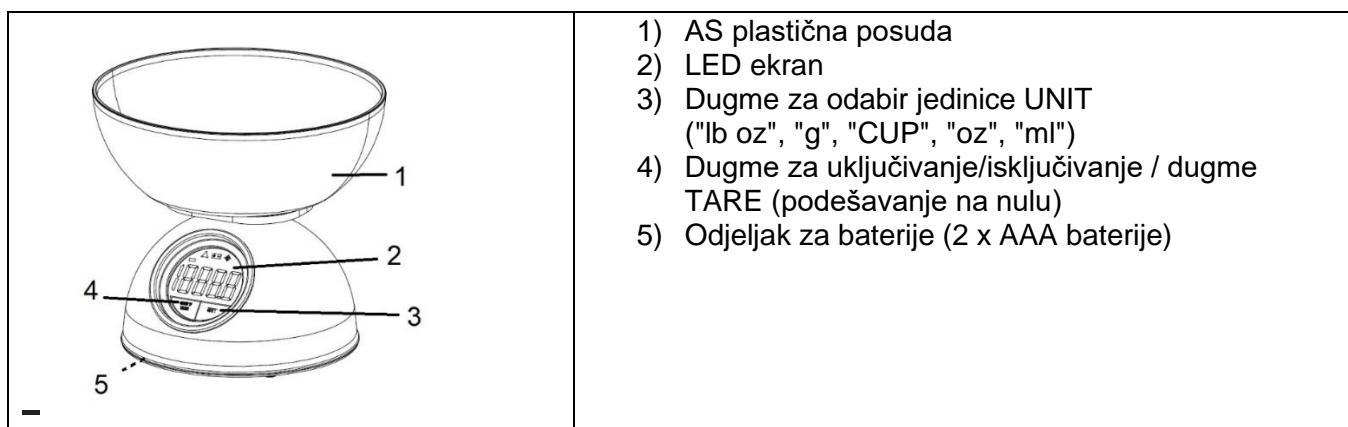 1
2
4
3
5
1) AS plastična posuda
2) LED ekran
3) Dugme za odabir jedinice UNIT
("lb oz", "g", "CUP", "oz", "ml")
4) Dugme za uključivanje/isključivanje / dugme
TARE (podešavanje na nulu)
5) Odjeljak za baterije (2 x AAA baterije)